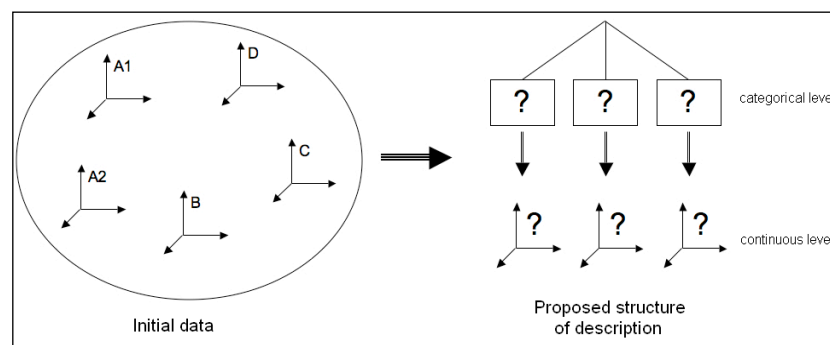 A1
D
A2
B
C
Initial data
? ? ?
categorical level
? ? ?
continuous level
Proposed structure
of description